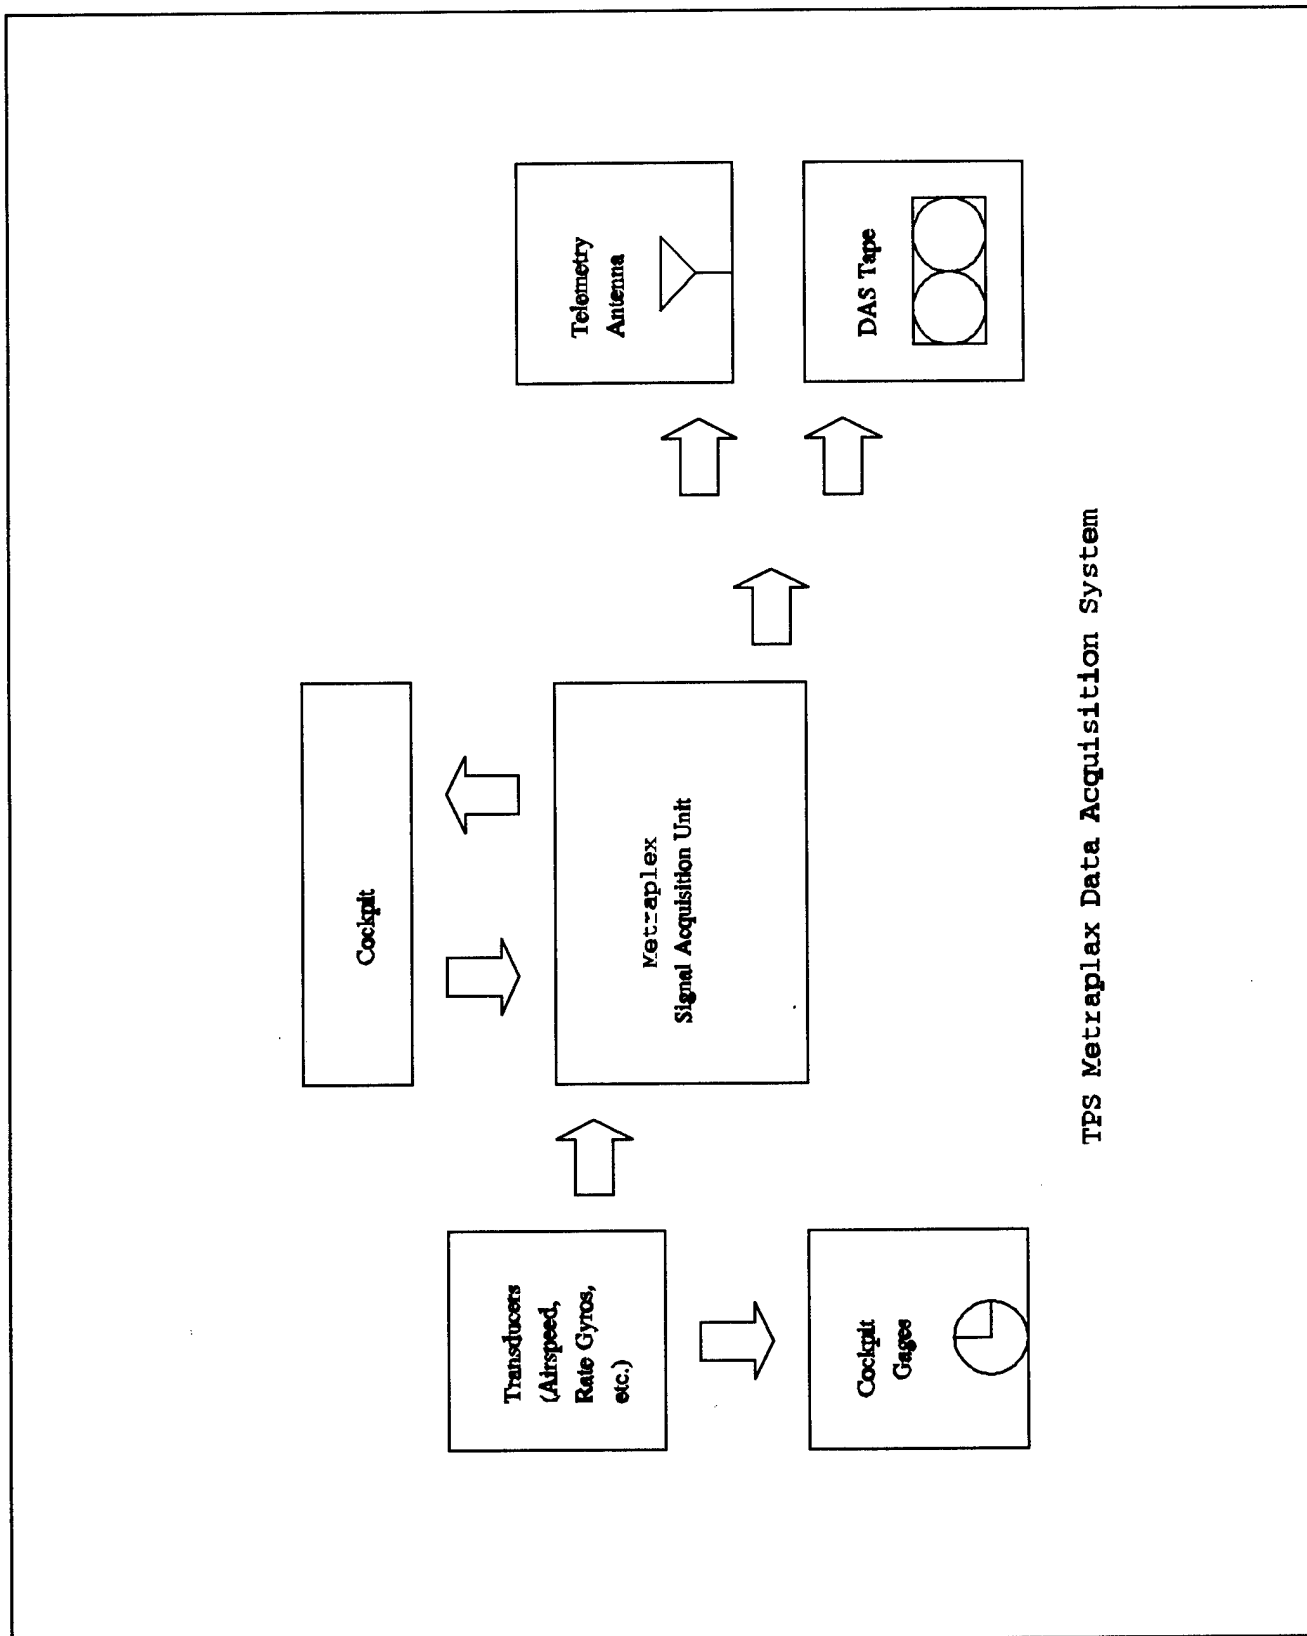 Cockpit
Transducers
(Airspeed,
Rate Gyros,
etc.)
Metraplex
Signal Acquisition Unit
Telemetry
Antenna
Cockpit
Gages
DAS Tape
TPS Metraplax Data Acquisition System